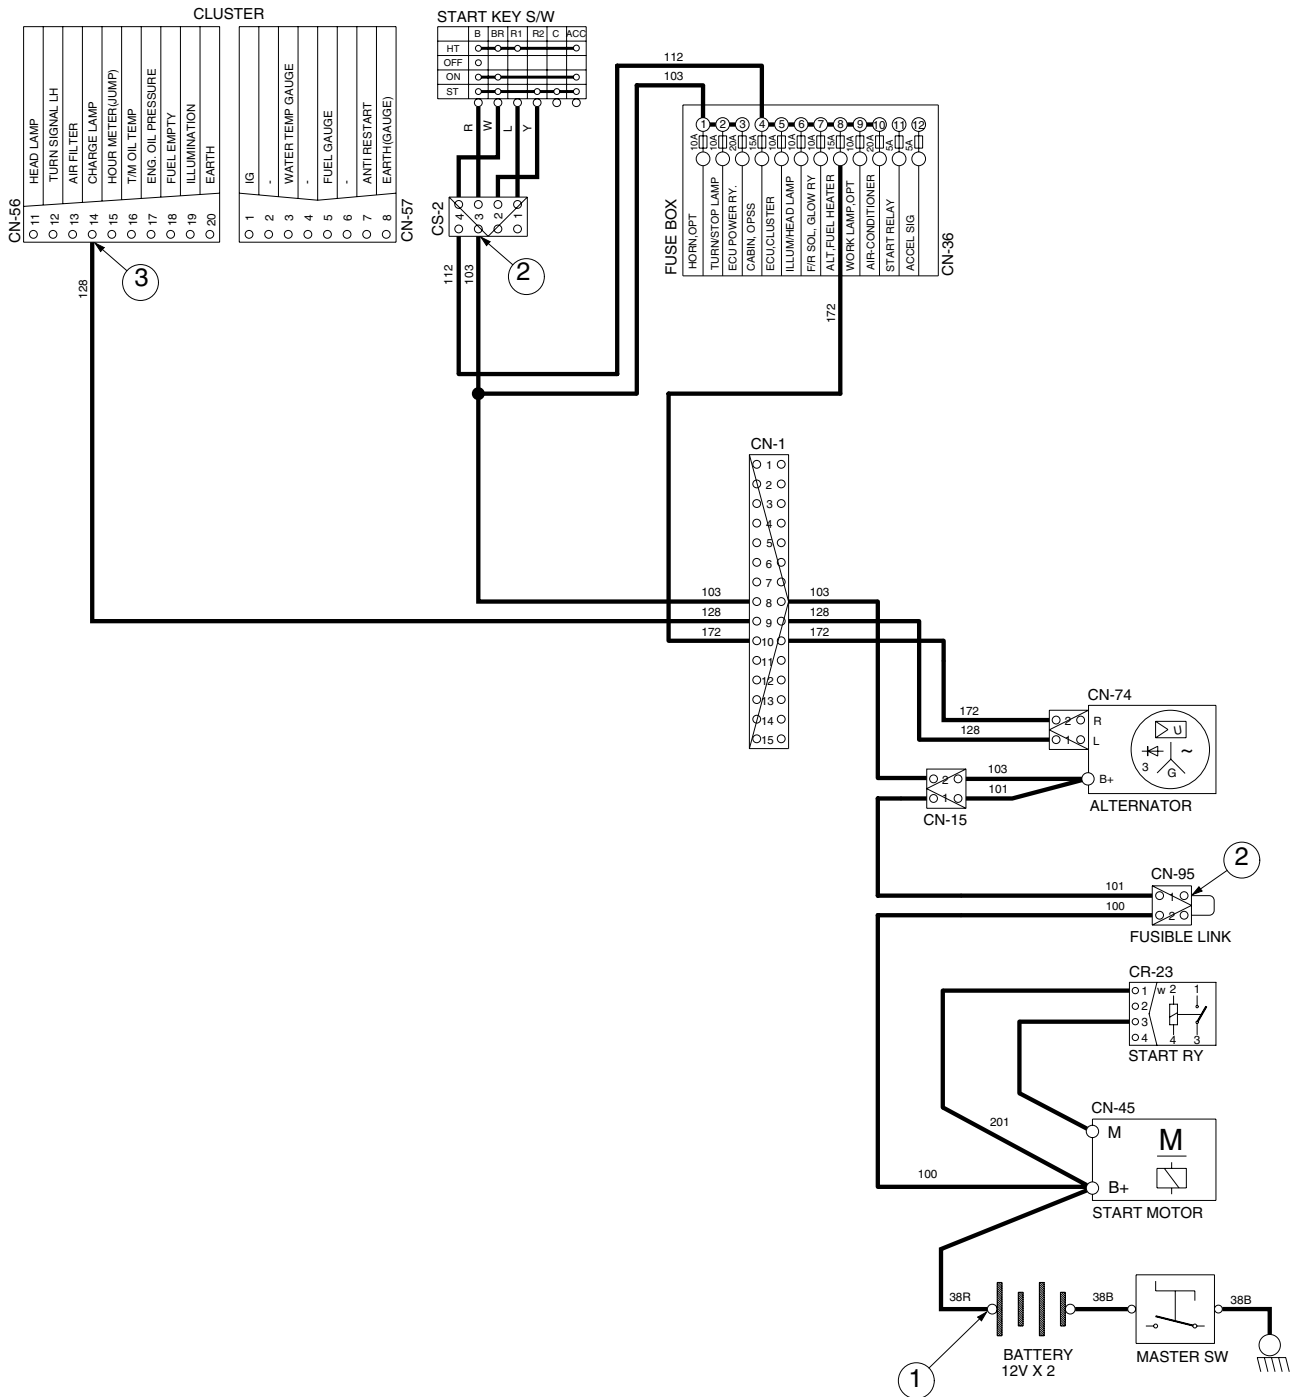 CLUSTER
HEAD LAMP
TURN SIGNAL LH
AIR FILTER
CHARGE LAMP
HOUR METER(JUMP)
T/M OIL TEMP
ENG. OIL PRESSURE
FUEL EMPTY
ILLUMINATION
EARTH
CN-56
11 12 13 14 15 16 17 18 19 20
IG
-
WATER TEMP GAUGE
-
FUEL GAUGE
-
ANTI RESTART
EARTH(GAUGE)
1 2 3 4 5 6 7 8
CN-57
3
128
START KEY S/W
B BR R1 R2 C ACC
HT
OFF
ON
ST
R W L Y
CS-2
4 3 2 1
112
103
2
112
103
FUSE BOX
1 2 3 4 5 6 7 8 9 10 11 12
10A 10A 20A 15A 10A 10A 10A 15A 10A 20A 5A 5A
HORN,OPT
TURN/STOP LAMP
ECU POWER RY.
CABIN, OPSS
ECU,CLUSTER
ILLUM/HEAD LAMP
F/R SOL, GLOW RY
ALT,FUEL HEATER
WORK LAMP,OPT
AIR-CONDITIONER
START RELAY
ACCEL SIG
CN-36
172
CN-1
1
2
3
4
5
6
7
103 8 103
128 9 128
172 10 172
11
12
13
14
15
CN-74
172 2 R
128 1 L
U
3 G ~
B+
ALTERNATOR
2 103
1 101
CN-15
2
CN-95
101 1
100 2
FUSIBLE LINK
CR-23
1 W 2 1
2
3
4 4 3
START RY
CN-45
M
M
201
100
B+
START MOTOR
38R
38B
38B
1
BATTERY
12V X 2
MASTER SW